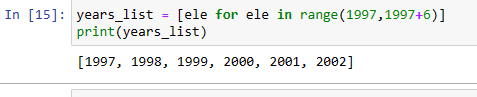 In [15]: years_list = [ele for ele in range(1997,1997+6)]
print(years_list)
[1997, 1998, 1999, 2000, 2001, 2002]